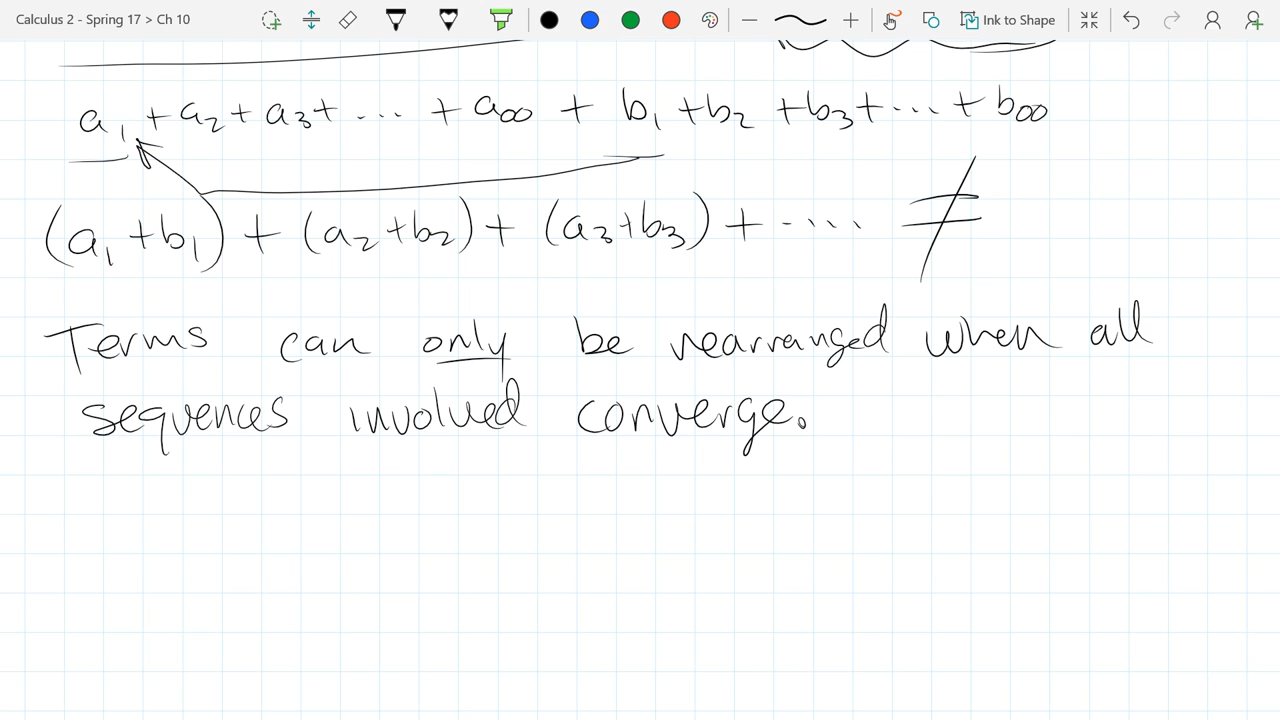 Calculus 2 - Spring 17 > Ch 10
Ink to Shape
a₁ + a₂ + a₃ + ... + a∞ + b₁ + b₂ + b₃ + ... + b∞
(a₁ + b₁) + (a₂ + b₂) + (a₃ + b₃) + .... ≠
Terms can only be rearranged when all
sequences involved converge.